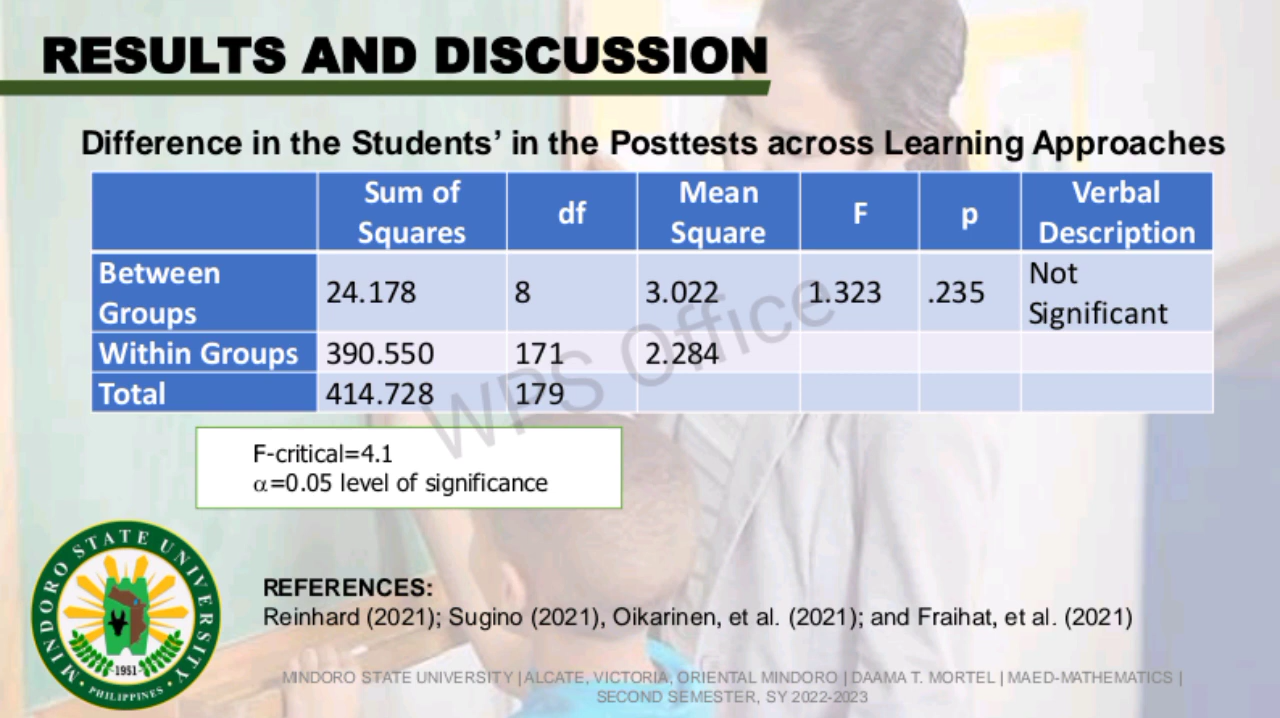 RESULTS AND DISCUSSION
Difference in the Students’ in the Posttests across Learning Approaches
Sum of Squares df Mean Square F p Verbal Description
Between Groups 24.178 8 3.022 1.323 .235 Not Significant
Within Groups 390.550 171 2.284
Total 414.728 179
WPS Office
F-critical=4.1
α=0.05 level of significance
MINDORO STATE UNIVERSITY
1951
PHILIPPINES
REFERENCES:
Reinhard (2021); Sugino (2021), Oikarinen, et al. (2021); and Fraihat, et al. (2021)
MINDORO STATE UNIVERSITY | ALCATE, VICTORIA, ORIENTAL MINDORO | DAAMA T. MORTEL | MAED-MATHEMATICS |
SECOND SEMESTER, SY 2022-2023